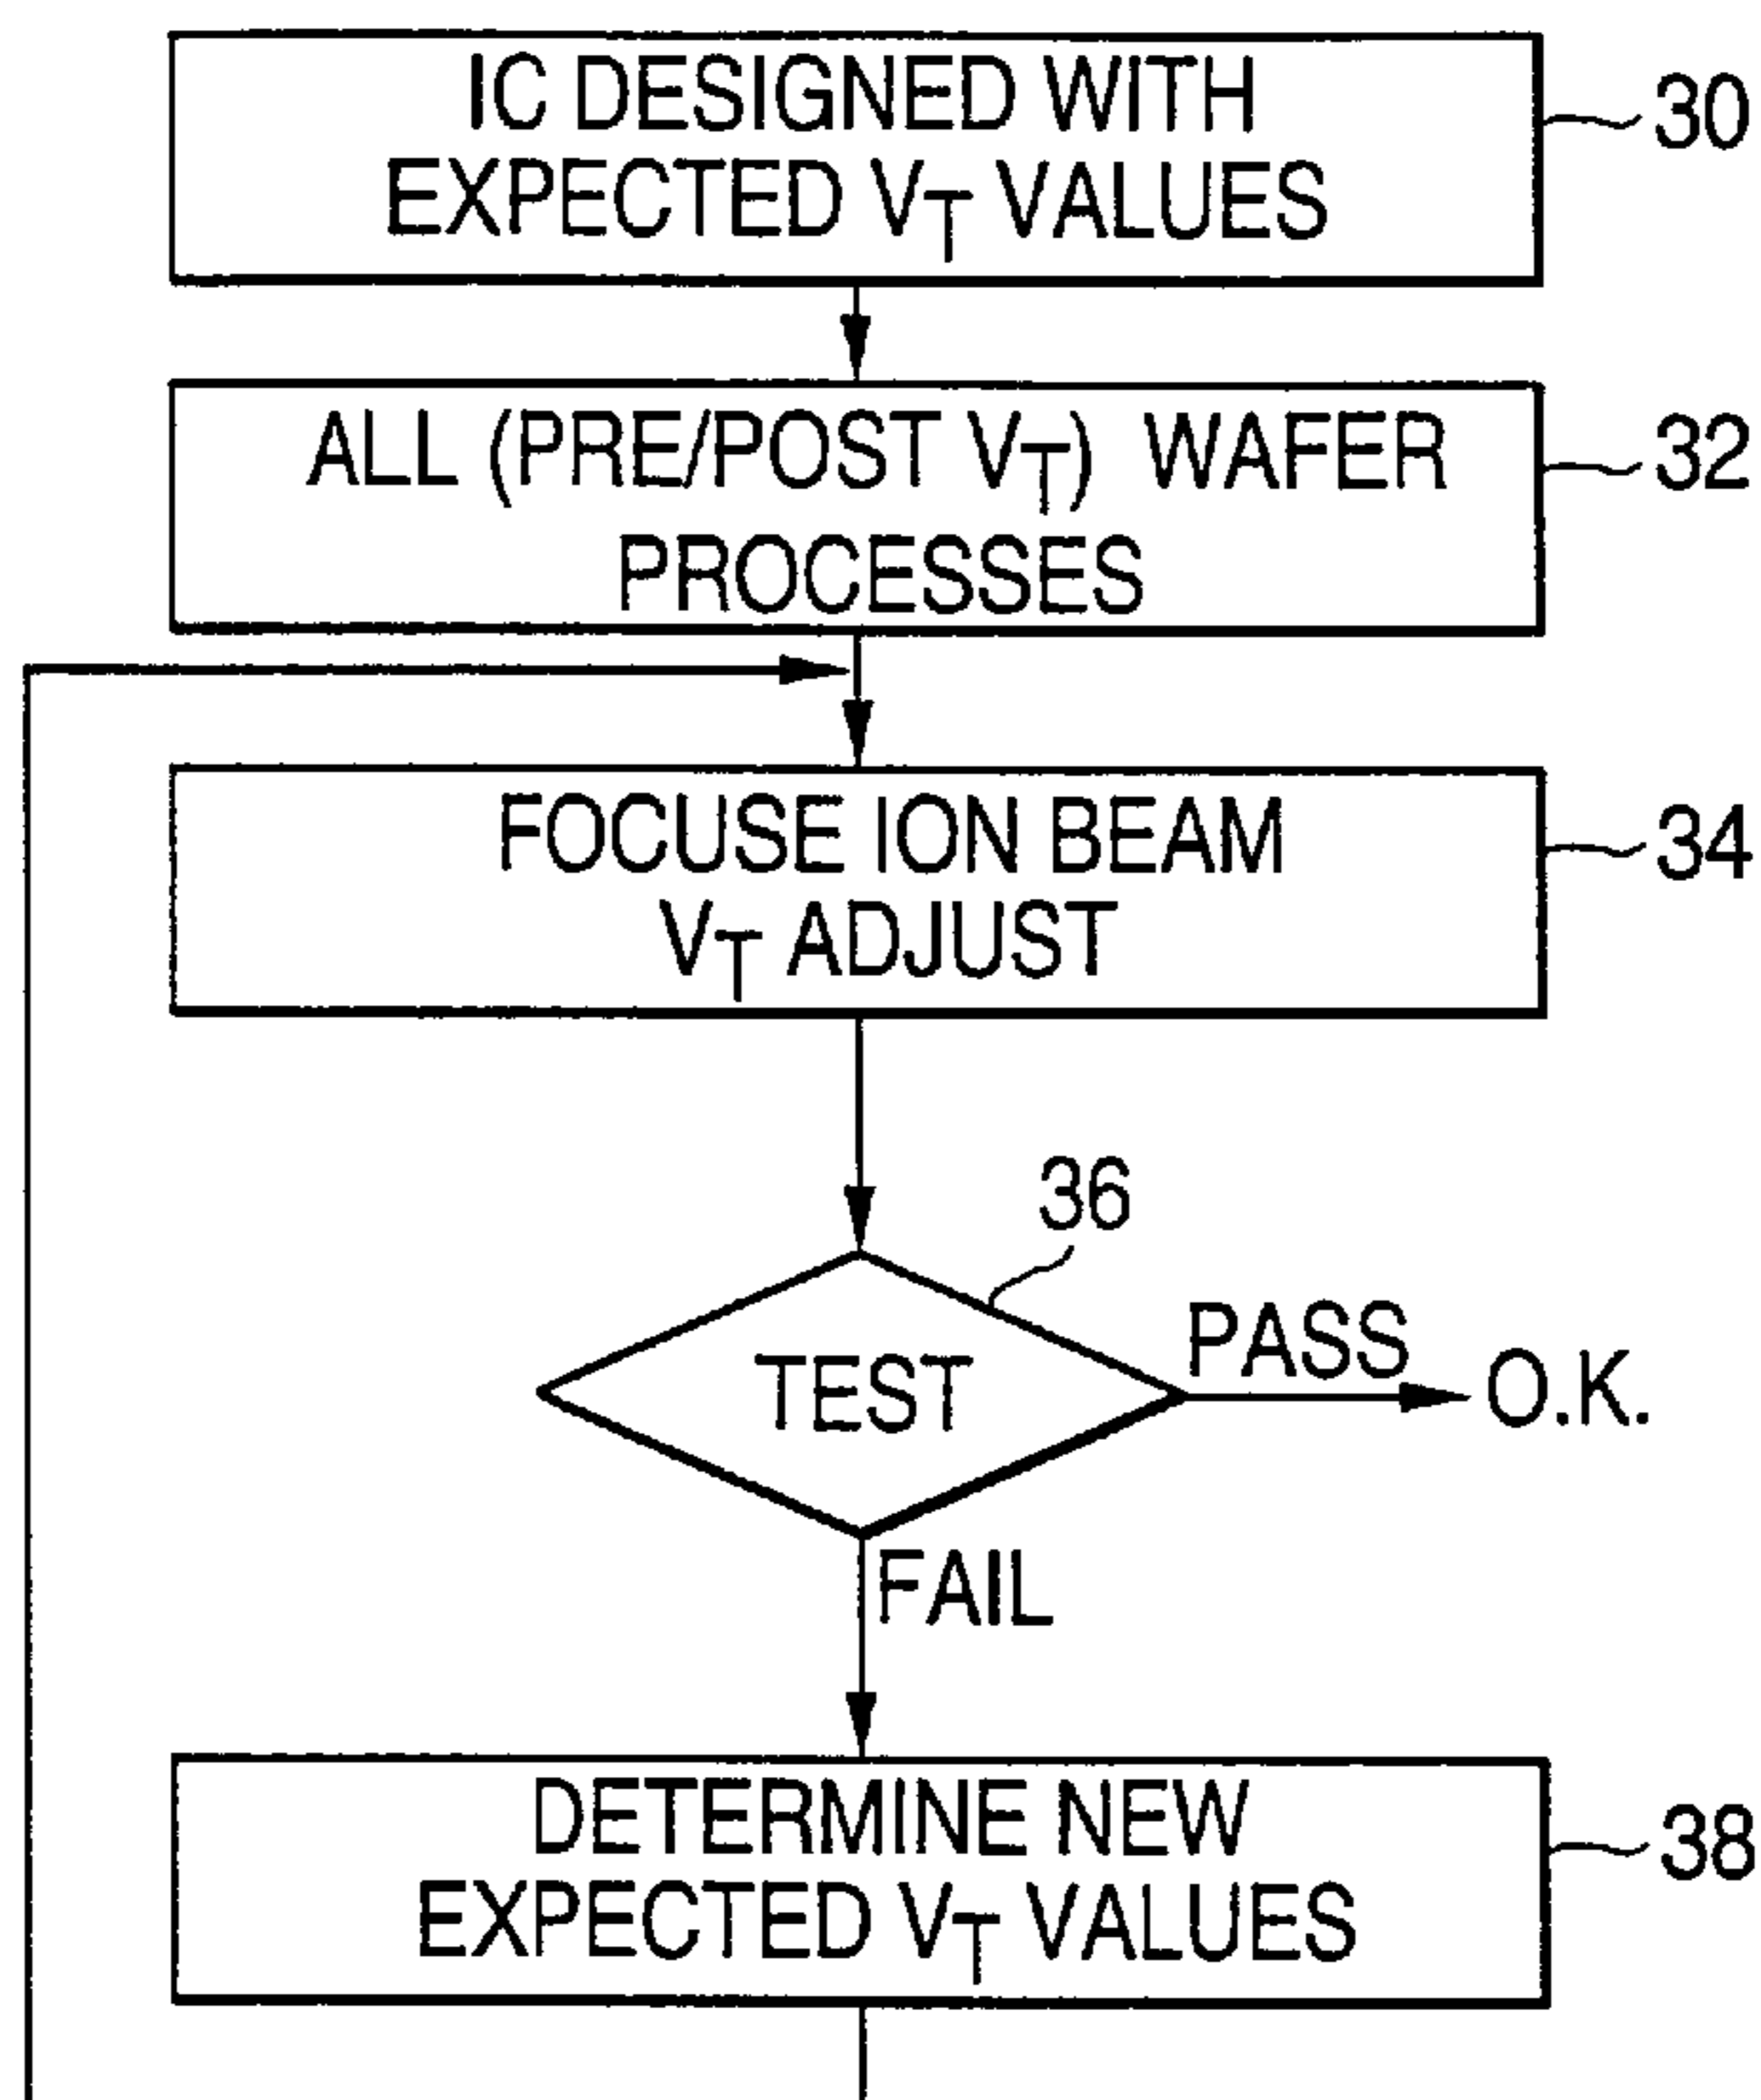 IC DESIGNED WITH
EXPECTED VT VALUES
30
ALL (PRE/POST VT) WAFER
PROCESSES
32
FOCUSE ION BEAM
VT ADJUST
34
36
TEST
PASS
O.K.
FAIL
DETERMINE NEW
EXPECTED VT VALUES
38